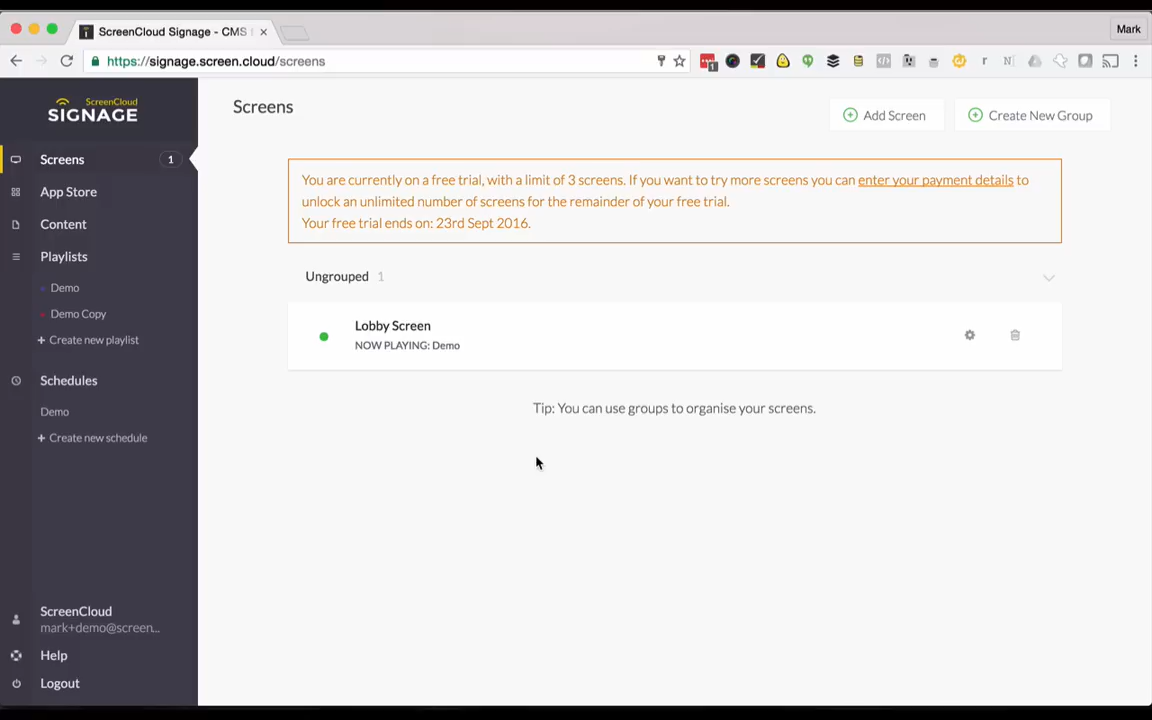 ScreenCloud Signage - CMS
Mark
https://signage.screen.cloud/screens
1
ScreenCloud
SIGNAGE
Screens
1
App Store
Content
Playlists
Demo
Demo Copy
+ Create new playlist
Schedules
Demo
+ Create new schedule
ScreenCloud
mark+demo@screen...
Help
Logout
Screens
Add Screen
Create New Group
You are currently on a free trial, with a limit of 3 screens. If you want to try more screens you can enter your payment details to
unlock an unlimited number of screens for the remainder of your free trial.
Your free trial ends on: 23rd Sept 2016.
Ungrouped 1
Lobby Screen
NOW PLAYING: Demo
Tip: You can use groups to organise your screens.